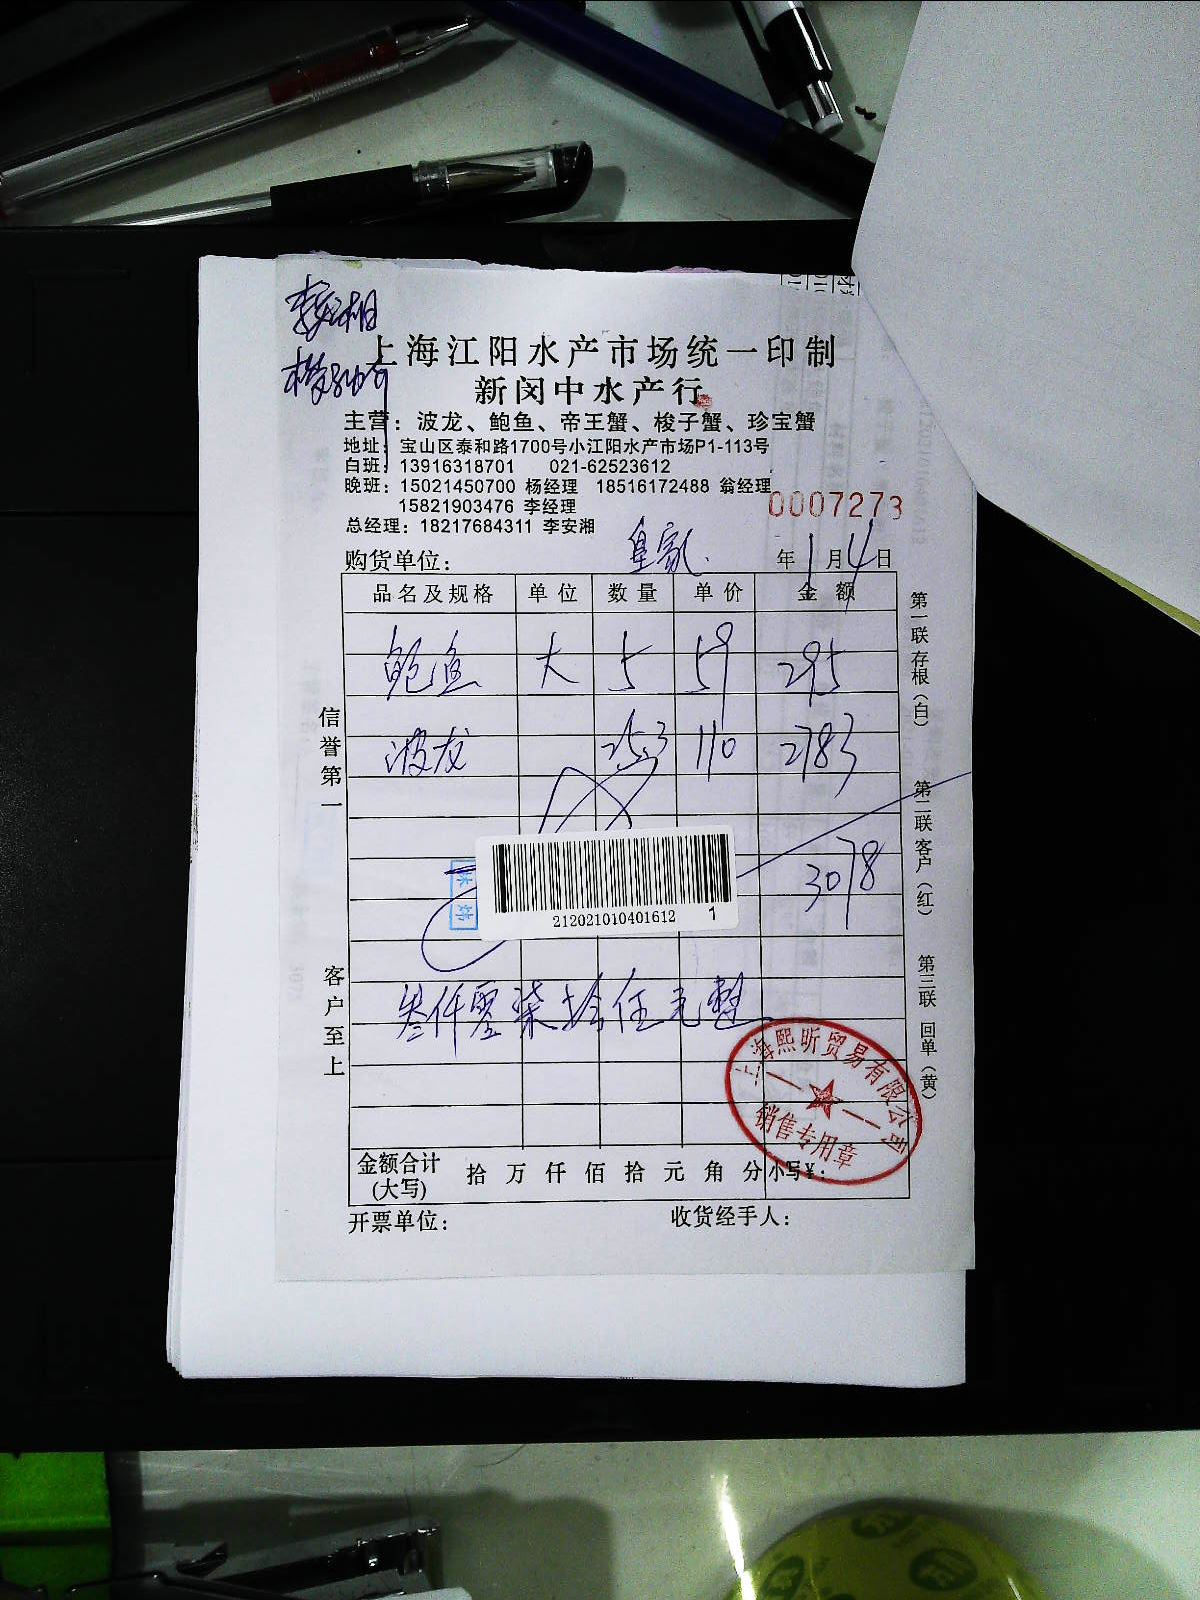 上海江阳水产市场统一印制
新闵中水产行
主营：波龙、鲍鱼、帝王蟹、梭子蟹、珍宝蟹
地址：宝山区泰和路1700号小江阳水产市场P1-113号
白班：13916318701 021-62523612
晚班：15021450700 杨经理 18516172488 翁经理
15821903476 李经理
0007273
总经理：18217684311 李安湘
购货单位： 皇家 年 1 月 4 日
品名及规格 单位 数量 单价 金额
鲍鱼 大 5 59 295
波龙 25.3 110 2783
3078
212021010401612 1
叁仟零柒拾任元整
上海熙昕贸易有限公司
销售专用章
金额合计(大写) 拾 万 仟 佰 拾 元 角 分 小写¥：
开票单位： 收货经手人：
信誉第一
客户至上
第一联 存根（白）
第二联 客户（红）
第三联 回单（黄）